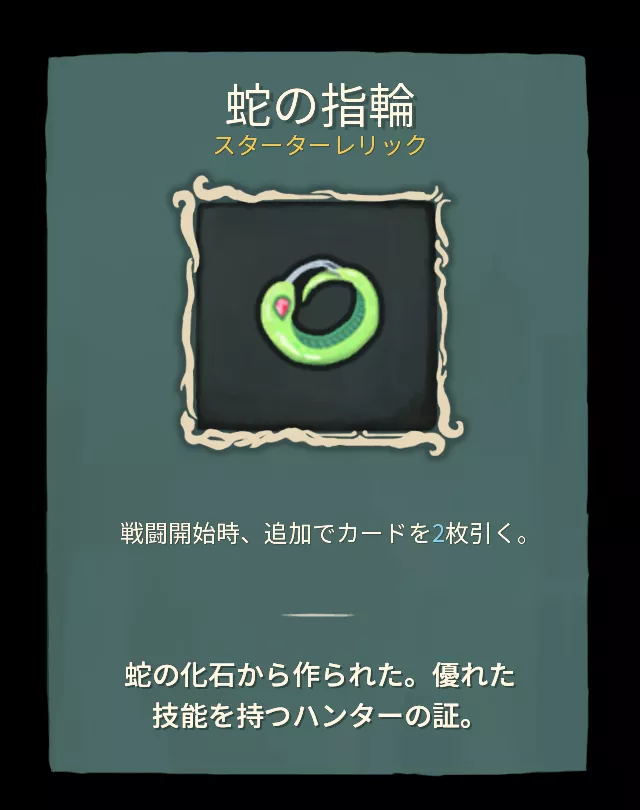 蛇の指輪
スターターレリック
戦闘開始時、追加でカードを2枚引く。
蛇の化石から作られた。優れた
技能を持つハンターの証。